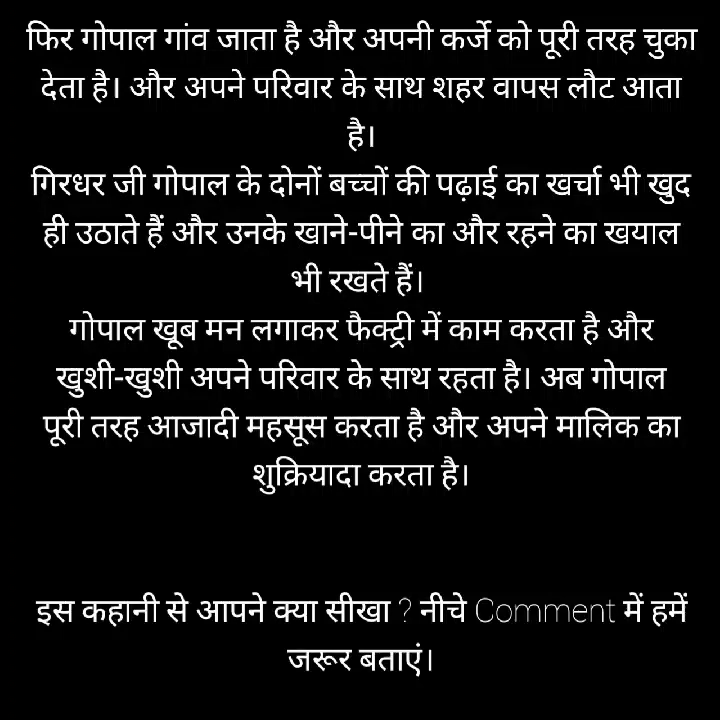 फिर गोपाल गांव जाता है और अपनी कर्जे को पूरी तरह चुका
देता है। और अपने परिवार के साथ शहर वापस लौट आता
है।
गिरधर जी गोपाल के दोनों बच्चों की पढ़ाई का खर्चा भी खुद
ही उठाते हैं और उनके खाने-पीने का और रहने का खयाल
भी रखते हैं।
गोपाल खूब मन लगाकर फैक्ट्री में काम करता है और
खुशी-खुशी अपने परिवार के साथ रहता है। अब गोपाल
पूरी तरह आजादी महसूस करता है और अपने मालिक का
शुक्रियादा करता है।
इस कहानी से आपने क्या सीखा ? नीचे Comment में हमें
जरूर बताएं।